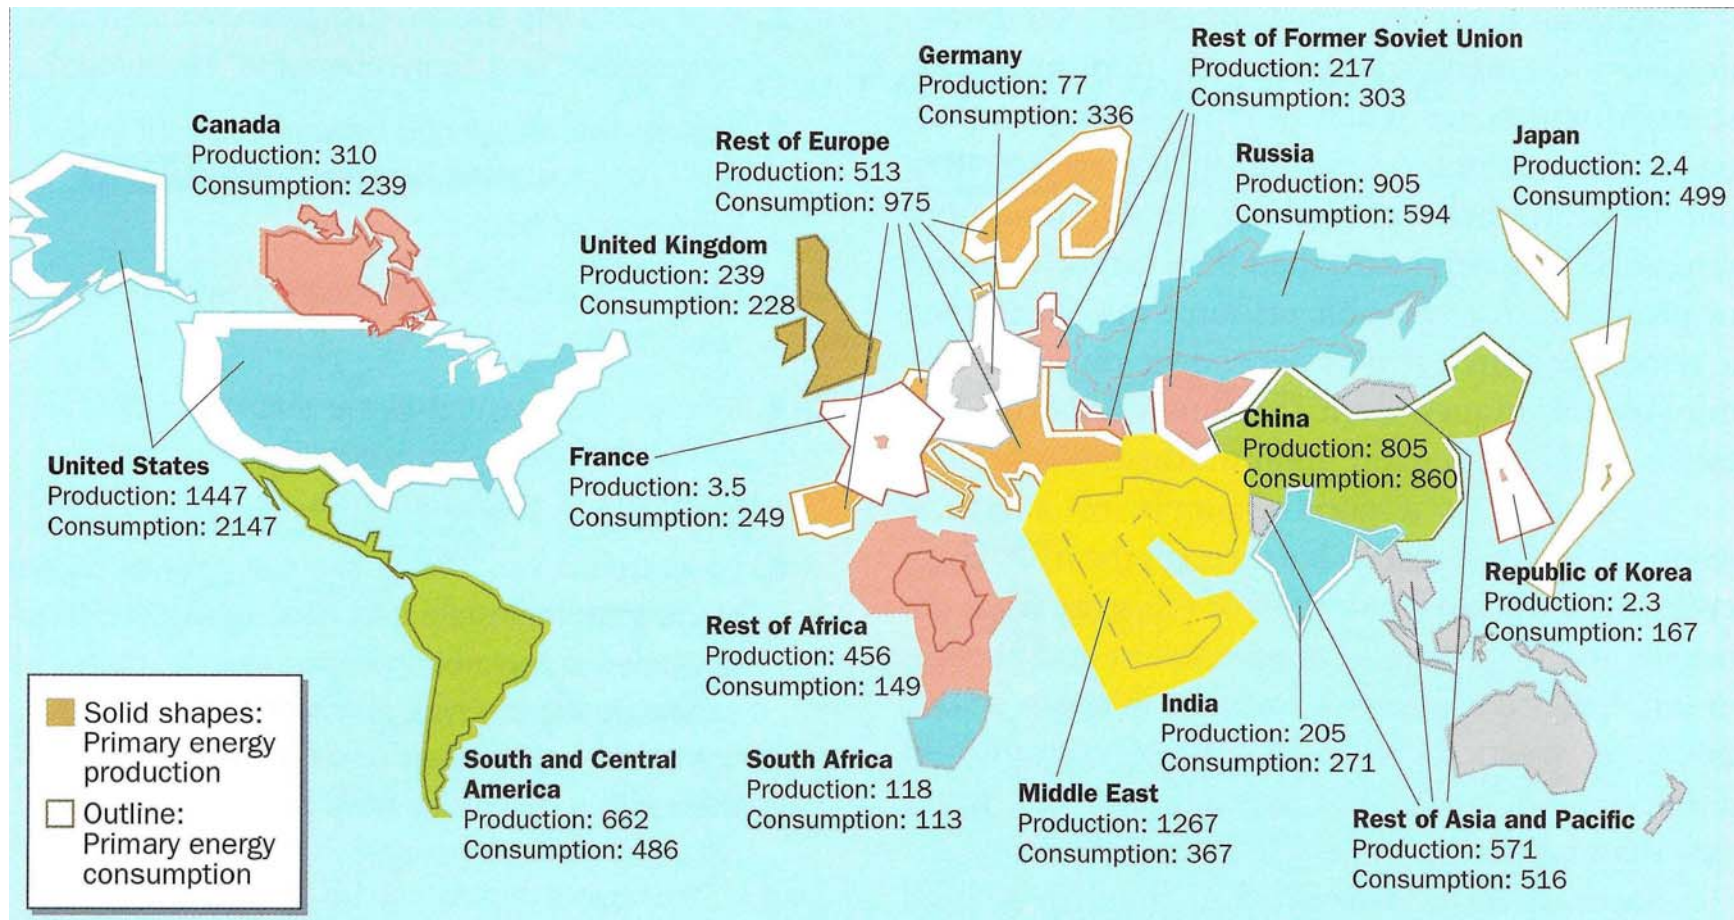 Germany
Production: 77
Consumption: 336
Rest of Former Soviet Union
Production: 217
Consumption: 303
Canada
Production: 310
Consumption: 239
Rest of Europe
Production: 513
Consumption: 975
Russia
Production: 905
Consumption: 594
Japan
Production: 2.4
Consumption: 499
United Kingdom
Production: 239
Consumption: 228
United States
Production: 1447
Consumption: 2147
France
Production: 3.5
Consumption: 249
China
Production: 805
Consumption: 860
Republic of Korea
Production: 2.3
Consumption: 167
Rest of Africa
Production: 456
Consumption: 149
India
Production: 205
Consumption: 271
South and Central
America
Production: 662
Consumption: 486
South Africa
Production: 118
Consumption: 113
Middle East
Production: 1267
Consumption: 367
Rest of Asia and Pacific
Production: 571
Consumption: 516
Solid shapes:
Primary energy
production
Outline:
Primary energy
consumption